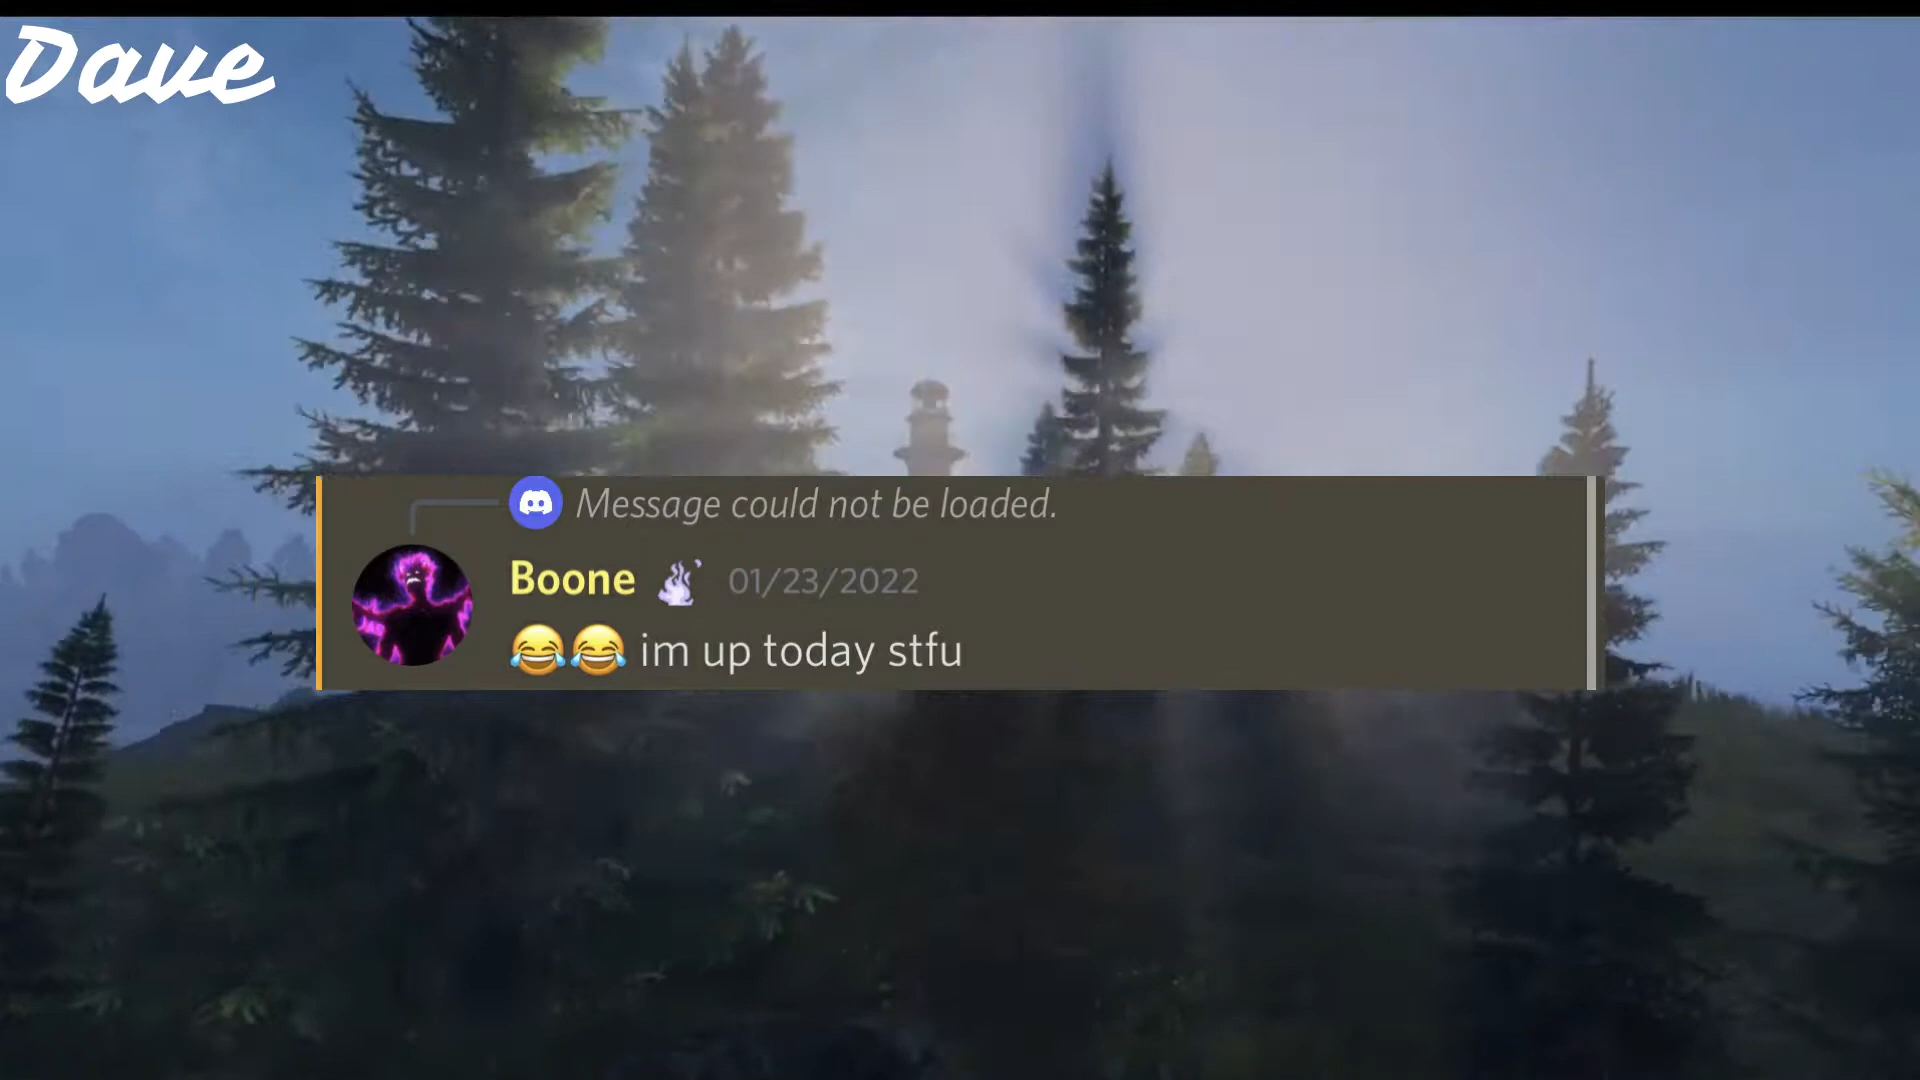 Dave
Message could not be loaded.
Boone 01/23/2022
😂😂 im up today stfu